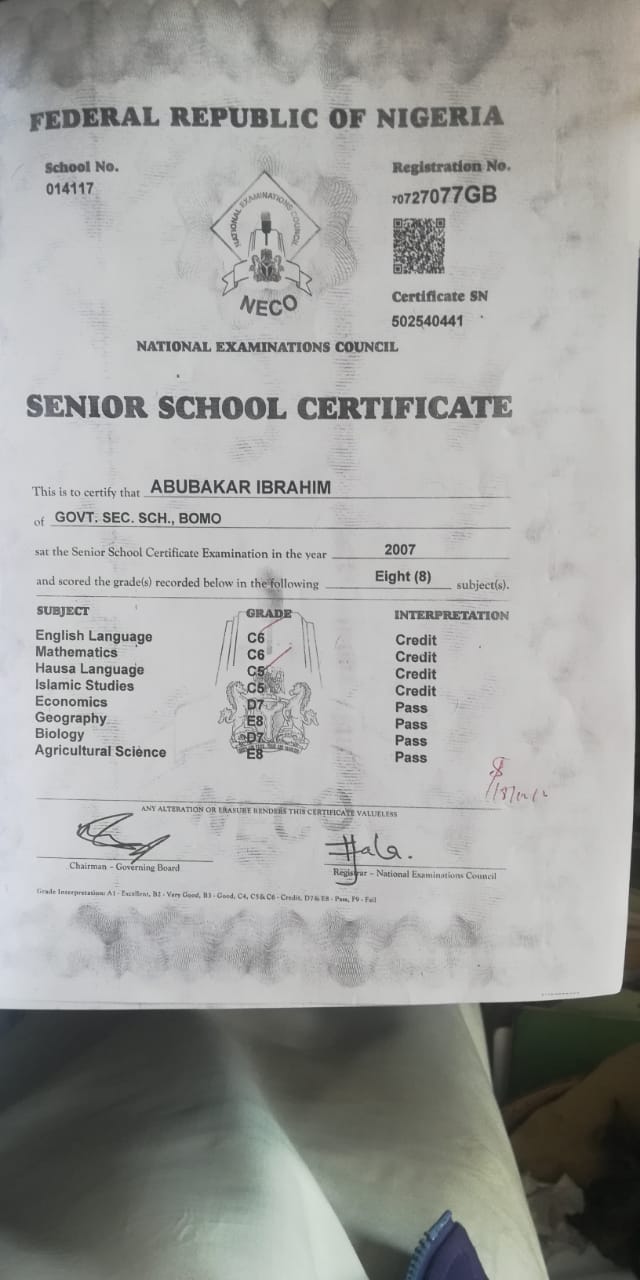 FEDERAL REPUBLIC OF NIGERIA
School No.
014117
Registration No.
70727077GB
NATIONAL EXAMINATIONS COUNCIL
NECO
Certificate SN
502540441
NATIONAL EXAMINATIONS COUNCIL
SENIOR SCHOOL CERTIFICATE
This is to certify that ABUBAKAR IBRAHIM
of GOVT. SEC. SCH., BOMO
sat the Senior School Certificate Examination in the year 2007
and scored the grade(s) recorded below in the following Eight (8) subject(s).
SUBJECT GRADE INTERPRETATION
English Language C6 Credit
Mathematics C6 Credit
Hausa Language C5 Credit
Islamic Studies C5 Credit
Economics D7 Pass
Geography E8 Pass
Biology D7 Pass
Agricultural Science E8 Pass
NECO
ANY ALTERATION OR ERASURE RENDERS THIS CERTIFICATE VALUELESS
Chairman - Governing Board
Registrar - National Examinations Council
Grade Interpretation: A1 - Excellent, B2 - Very Good, B3 - Good, C4, C5 & C6 - Credit, D7 & E8 - Pass, F9 - Fail